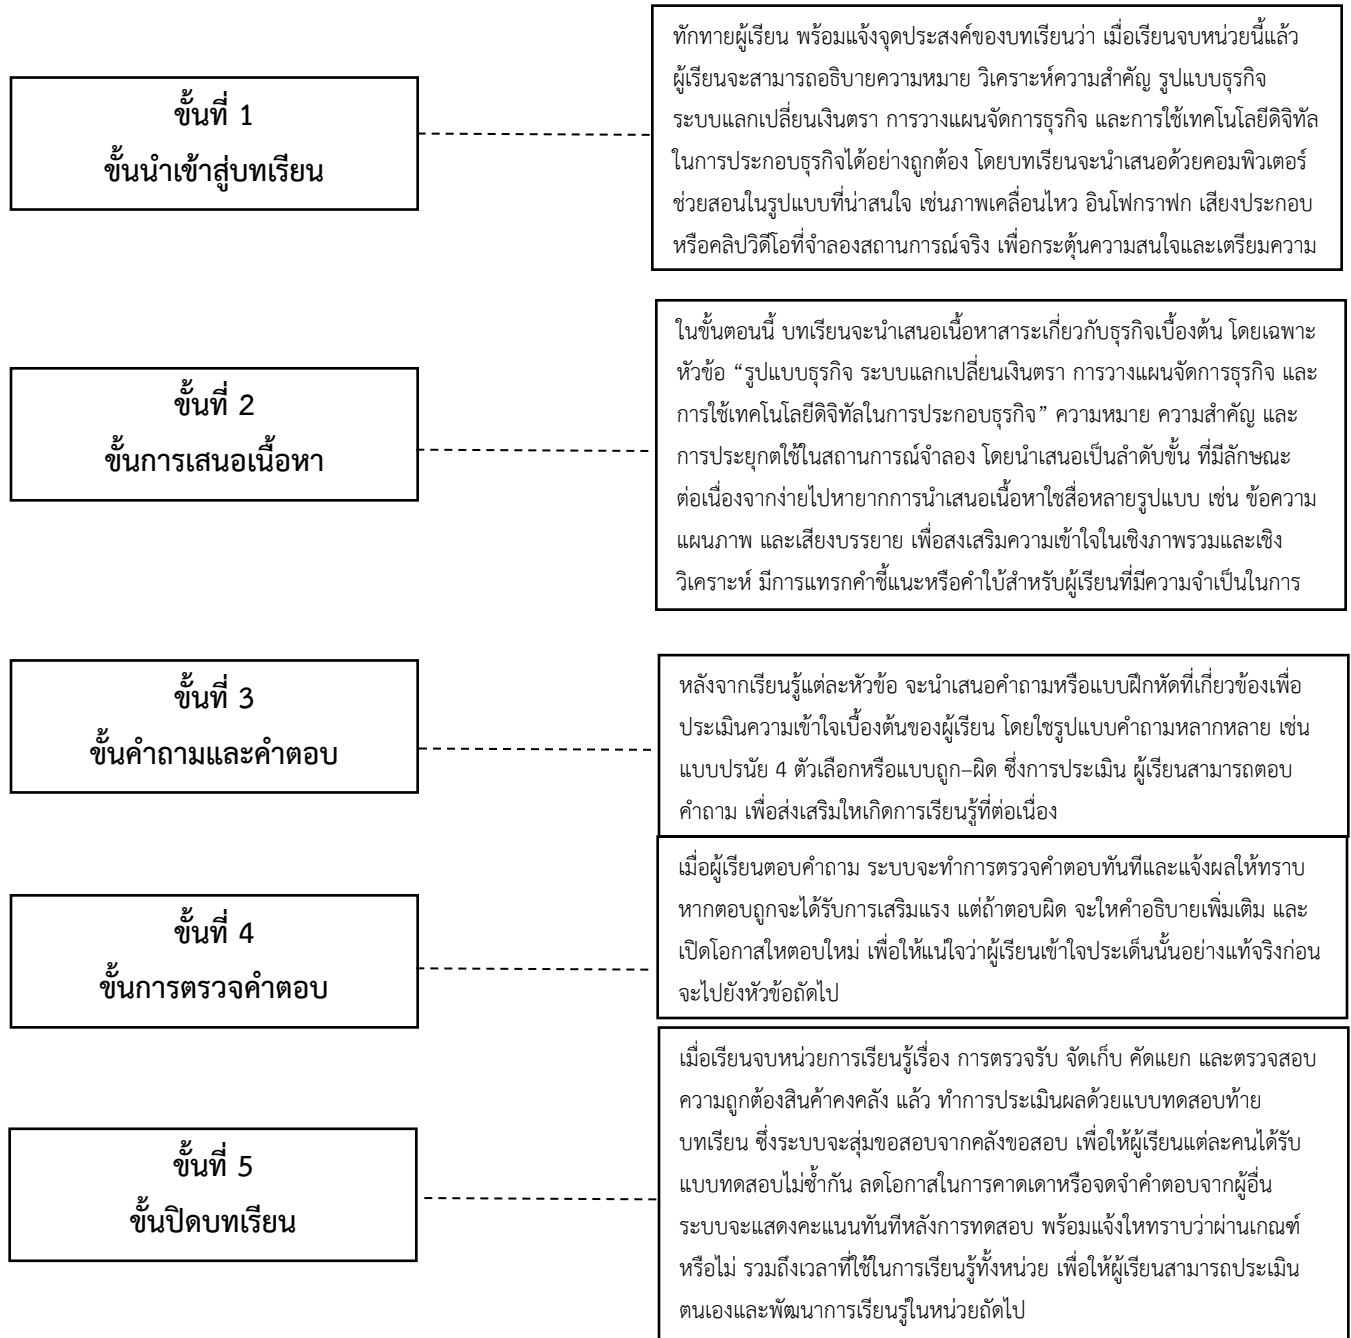 ขั้นที่ 1
ขั้นนำเข้าสู่บทเรียน
ทักทายผู้เรียน พร้อมแจ้งจุดประสงค์ของบทเรียนว่า เมื่อเรียนจบหน่วยนี้แล้ว
ผู้เรียนจะสามารถอธิบายความหมาย วิเคราะห์ความสำคัญ รูปแบบธุรกิจ
ระบบแลกเปลี่ยนเงินตรา การวางแผนจัดการธุรกิจ และการใช้เทคโนโลยีดิจิทัล
ในการประกอบธุรกิจได้อย่างถูกต้อง โดยบทเรียนจะนำเสนอด้วยคอมพิวเตอร์
ช่วยสอนในรูปแบบที่น่าสนใจ เช่นภาพเคลื่อนไหว อินโฟกราฟก เสียงประกอบ
หรือคลิปวิดีโอที่จำลองสถานการณ์จริง เพื่อกระตุ้นความสนใจและเตรียมความ
ขั้นที่ 2
ขั้นการเสนอเนื้อหา
ในขั้นตอนนี้ บทเรียนจะนำเสนอเนื้อหาสาระเกี่ยวกับธุรกิจเบื้องต้น โดยเฉพาะ
หัวข้อ “รูปแบบธุรกิจ ระบบแลกเปลี่ยนเงินตรา การวางแผนจัดการธุรกิจ และ
การใช้เทคโนโลยีดิจิทัลในการประกอบธุรกิจ” ความหมาย ความสำคัญ และ
การประยุกตใช้ในสถานการณ์จำลอง โดยนำเสนอเป็นลำดับขั้น ที่มีลักษณะ
ต่อเนื่องจากง่ายไปหายากการนำเสนอเนื้อหาใชสื่อหลายรูปแบบ เช่น ข้อความ
แผนภาพ และเสียงบรรยาย เพื่อสงเสริมความเข้าใจในเชิงภาพรวมและเชิง
วิเคราะห์ มีการแทรกคำชี้แนะหรือคำใบ้สำหรับผู้เรียนที่มีความจำเป็นในการ
ขั้นที่ 3
ขั้นคำถามและคำตอบ
หลังจากเรียนรู้แต่ละหัวข้อ จะนำเสนอคำถามหรือแบบฝึกหัดที่เกี่ยวข้องเพื่อ
ประเมินความเข้าใจเบื้องต้นของผู้เรียน โดยใชรูปแบบคำถามหลากหลาย เช่น
แบบปรนัย 4 ตัวเลือกหรือแบบถูก–ผิด ซึ่งการประเมิน ผู้เรียนสามารถตอบ
คำถาม เพื่อส่งเสริมใหเกิดการเรียนรู้ที่ต่อเนื่อง
ขั้นที่ 4
ขั้นการตรวจคำตอบ
เมื่อผู้เรียนตอบคำถาม ระบบจะทำการตรวจคำตอบทันทีและแจ้งผลให้ทราบ
หากตอบถูกจะได้รับการเสริมแรง แต่ถ้าตอบผิด จะใหคำอธิบายเพิ่มเติม และ
เปิดโอกาสใหตอบใหม่ เพื่อให้แน่ใจว่าผู้เรียนเข้าใจประเด็นนั้นอย่างแท้จริงก่อน
จะไปยังหัวข้อถัดไป
ขั้นที่ 5
ขั้นปิดบทเรียน
เมื่อเรียนจบหน่วยการเรียนรู้เรื่อง การตรวจรับ จัดเก็บ คัดแยก และตรวจสอบ
ความถูกต้องสินค้าคงคลัง แล้ว ทำการประเมินผลด้วยแบบทดสอบท้าย
บทเรียน ซึ่งระบบจะสุ่มขอสอบจากคลังขอสอบ เพื่อให้ผู้เรียนแต่ละคนได้รับ
แบบทดสอบไม่ซ้ำกัน ลดโอกาสในการคาดเดาหรือจดจำคำตอบจากผู้อื่น
ระบบจะแสดงคะแนนทันทีหลังการทดสอบ พร้อมแจ้งใหทราบว่าผ่านเกณฑ์
หรือไม่ รวมถึงเวลาที่ใช้ในการเรียนรู้ทั้งหน่วย เพื่อให้ผู้เรียนสามารถประเมิน
ตนเองและพัฒนาการเรียนรู่ในหน่วยถัดไป